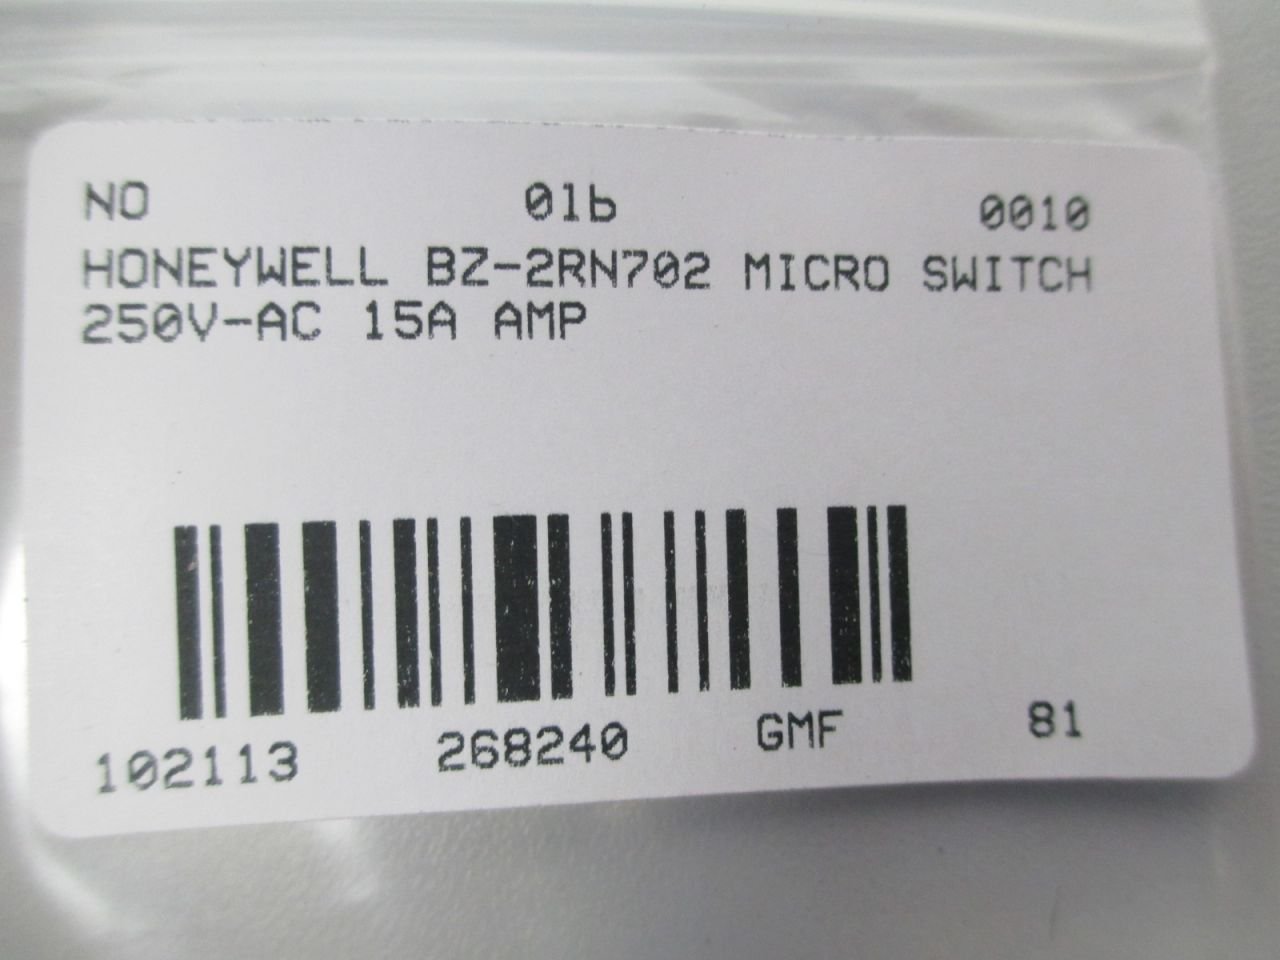 NO 01b 0010
HONEYWELL BZ-2RN702 MICRO SWITCH
250V-AC 15A AMP
102113 268240 GMF 81